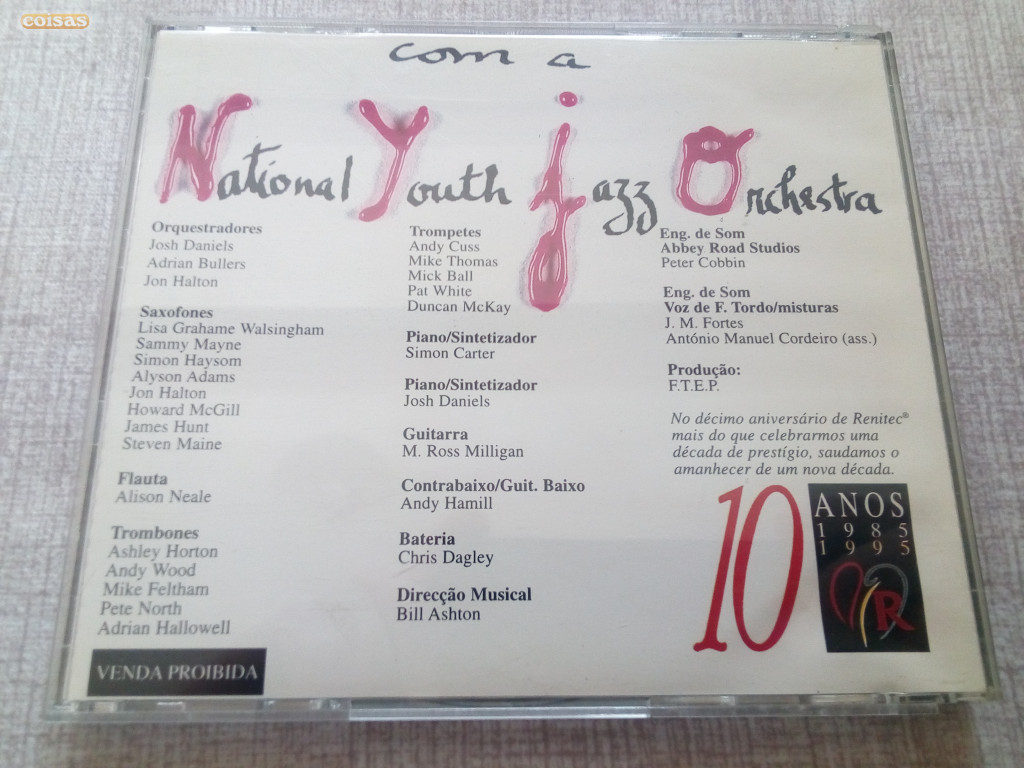 coisas
com a
National Youth jazz Orchestra
Orquestradores
Josh Daniels
Adrian Bullers
Jon Halton
Saxofones
Lisa Grahame Walsingham
Sammy Mayne
Simon Haysom
Alyson Adams
Jon Halton
Howard McGill
James Hunt
Steven Maine
Flauta
Alison Neale
Trombones
Ashley Horton
Andy Wood
Mike Feltham
Pete North
Adrian Hallowell
VENDA PROIBIDA
Trompetes
Andy Cuss
Mike Thomas
Mick Ball
Pat White
Duncan McKay
Piano/Sintetizador
Simon Carter
Piano/Sintetizador
Josh Daniels
Guitarra
M. Ross Milligan
Contrabaixo/Guit. Baixo
Andy Hamill
Bateria
Chris Dagley
Direcção Musical
Bill Ashton
Eng. de Som
Abbey Road Studios
Peter Cobbin
Eng. de Som
Voz de F. Tordo/misturas
J. M. Fortes
António Manuel Cordeiro (ass.)
Produção:
F.T.E.P.
No décimo aniversário de Renitec®
mais do que celebrarmos uma
década de prestígio, saudamos o
amanhecer de um nova década.
10
ANOS
1985
1995
R